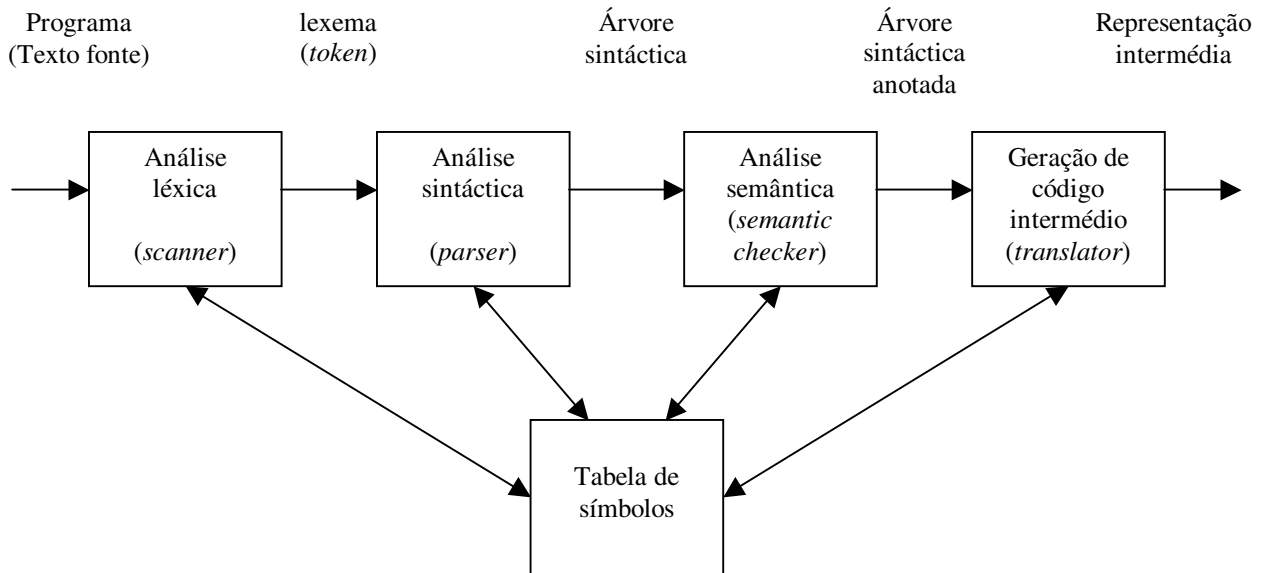 Programa
(Texto fonte)
lexema
(token)
Árvore
sintáctica
Árvore
sintáctica
anotada
Representação
intermédia
Análise
léxica
(scanner)
Análise
sintáctica
(parser)
Análise
semântica
(semantic
checker)
Geração de
código
intermédio
(translator)
Tabela de
símbolos